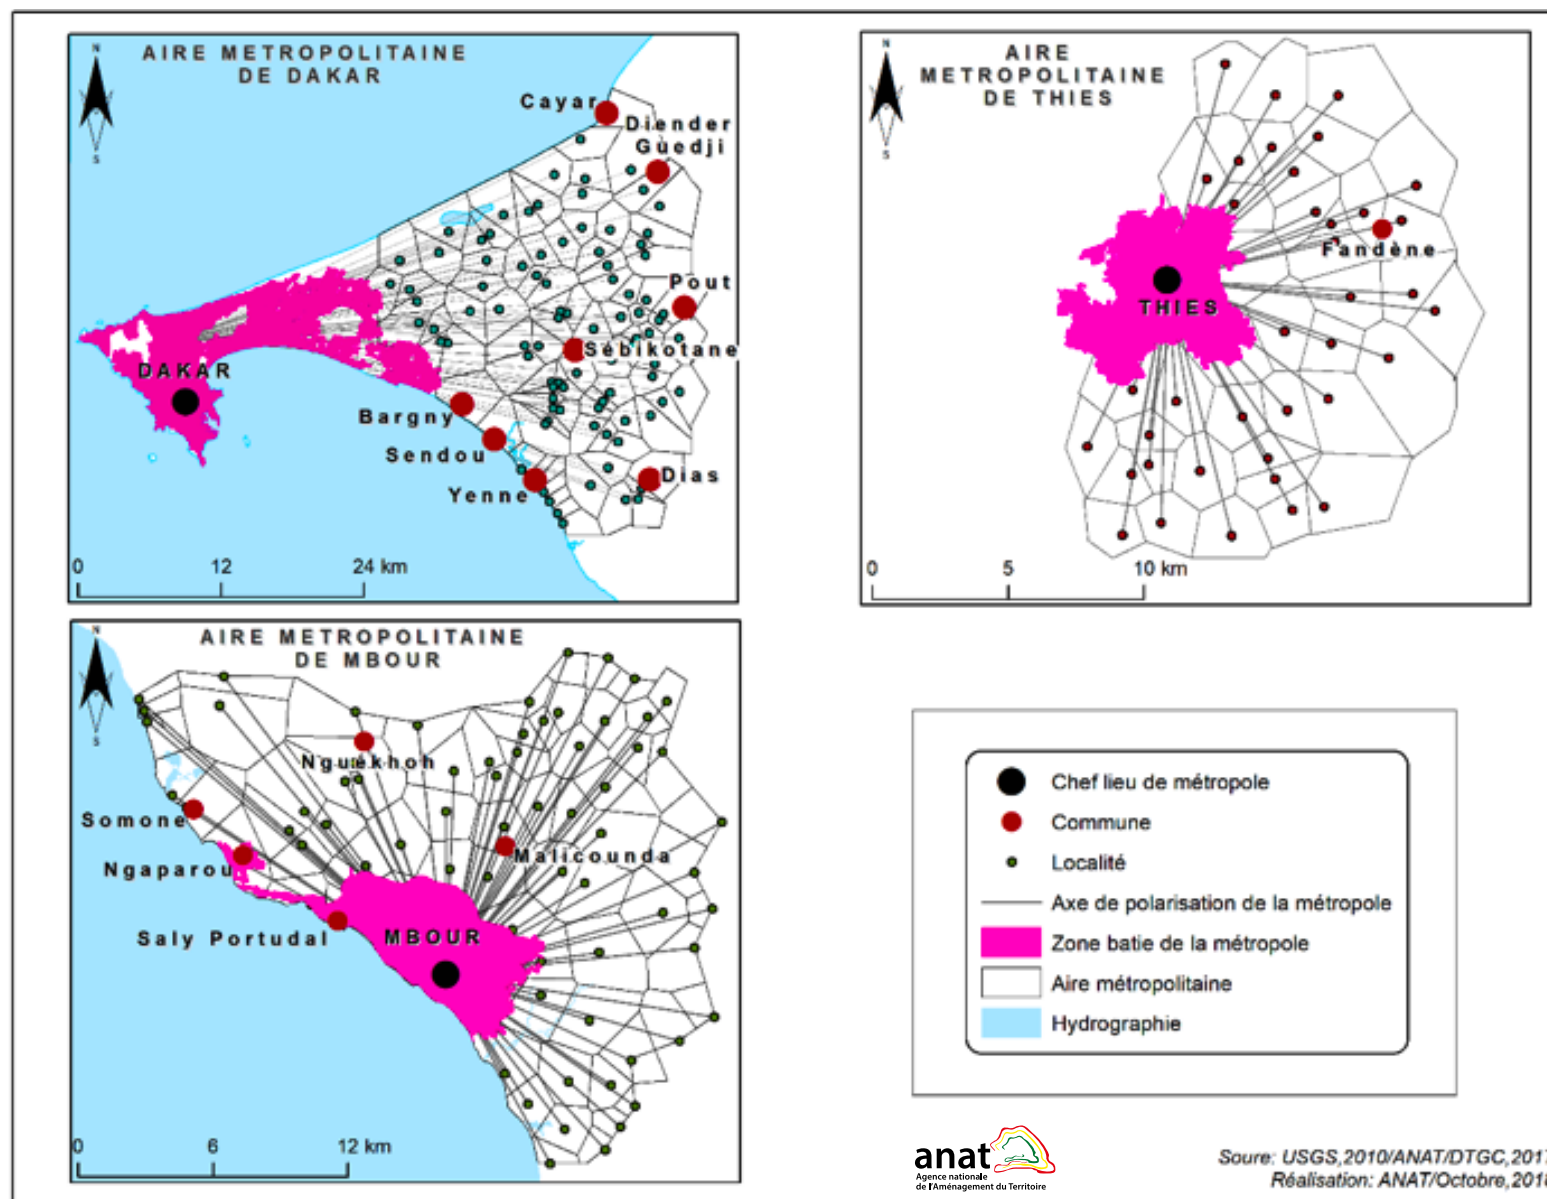 AIRE METROPOLITAINE
DE DAKAR
N
S
Cayar
Diender
Guedji
Pout
Sébikotane
DAKAR
Bargny
Sendou
Yenne
Dias
0 12 24 km
AIRE
METROPOLITAINE
DE THIES
N
S
Fandène
THIES
0 5 10 km
AIRE METROPOLITAINE
DE MBOUR
N
S
Nguékhoh
Somone
Ngaparou
Malicounda
Saly Portudal
MBOUR
0 6 12 km
Chef lieu de métropole
Commune
Localité
Axe de polarisation de la métropole
Zone batie de la métropole
Aire métropolitaine
Hydrographie
anat
Agence nationale
de l'Aménagement du Territoire
Soure: USGS,2010/ANAT/DTGC,2017
Réalisation: ANAT/Octobre,2018